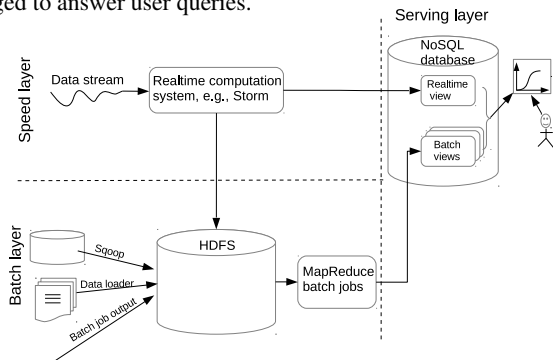 ged to answer user queries.
Serving layer
Speed layer
Data stream
Realtime computation
system, e.g., Storm
NoSQL
database
Realtime
view
Batch
views
Batch layer
Sqoop
Data loader
Batch job output
HDFS
MapReduce
batch jobs